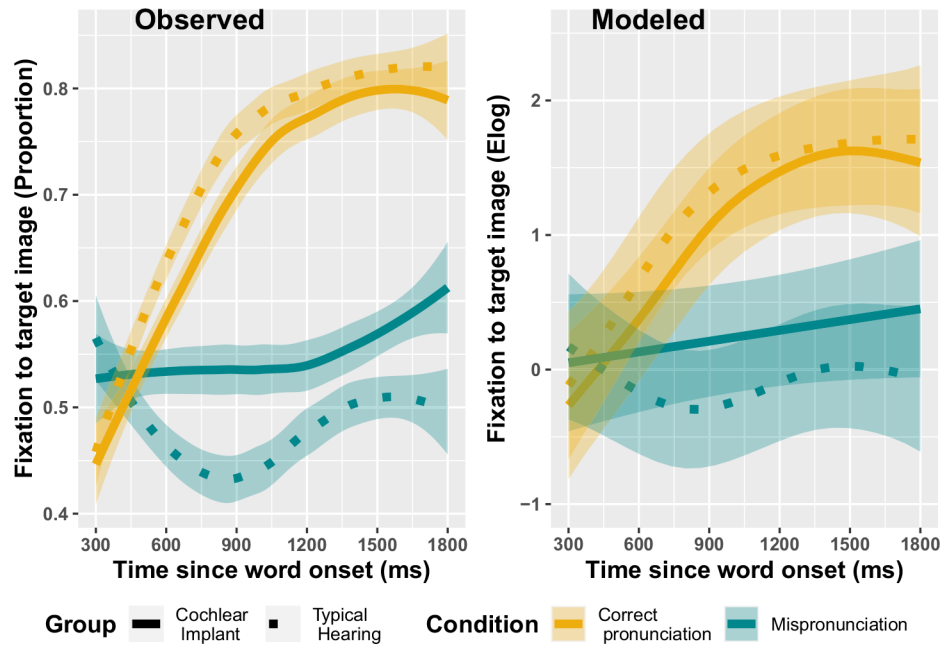 Observed
Modeled
Fixation to target image (Proportion)
0.8
0.7
0.6
0.5
0.4
300 600 900 1200 1500 1800
Time since word onset (ms)
Fixation to target image (Elog)
2
1
0
−1
300 600 900 1200 1500 1800
Time since word onset (ms)
Group
Cochlear
Implant
Typical
Hearing
Condition
Correct
pronunciation
Mispronunciation